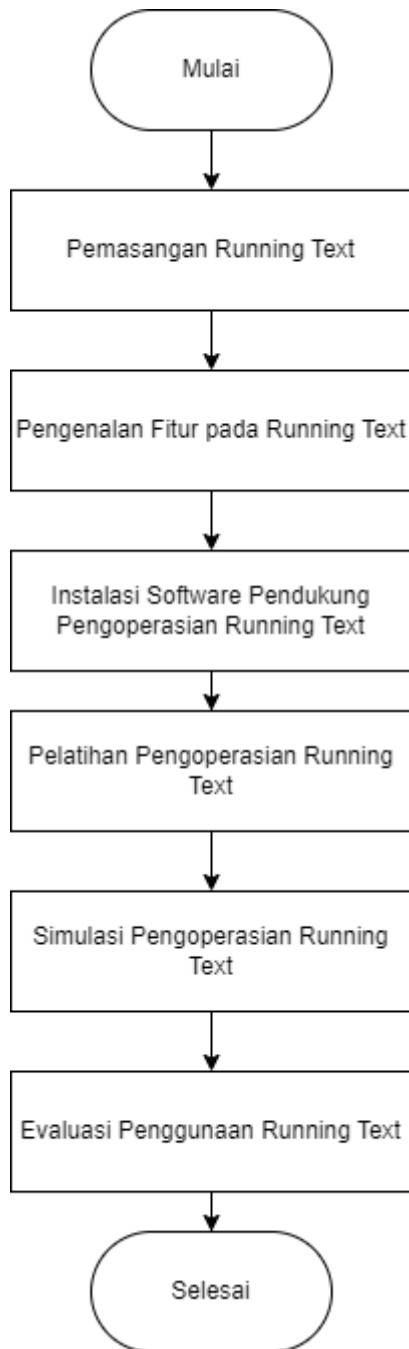 Mulai
Pemasangan Running Text
Pengenalan Fitur pada Running Text
Instalasi Software Pendukung
Pengoperasian Running Text
Pelatihan Pengoperasian Running
Text
Simulasi Pengoperasian Running
Text
Evaluasi Penggunaan Running Text
Selesai